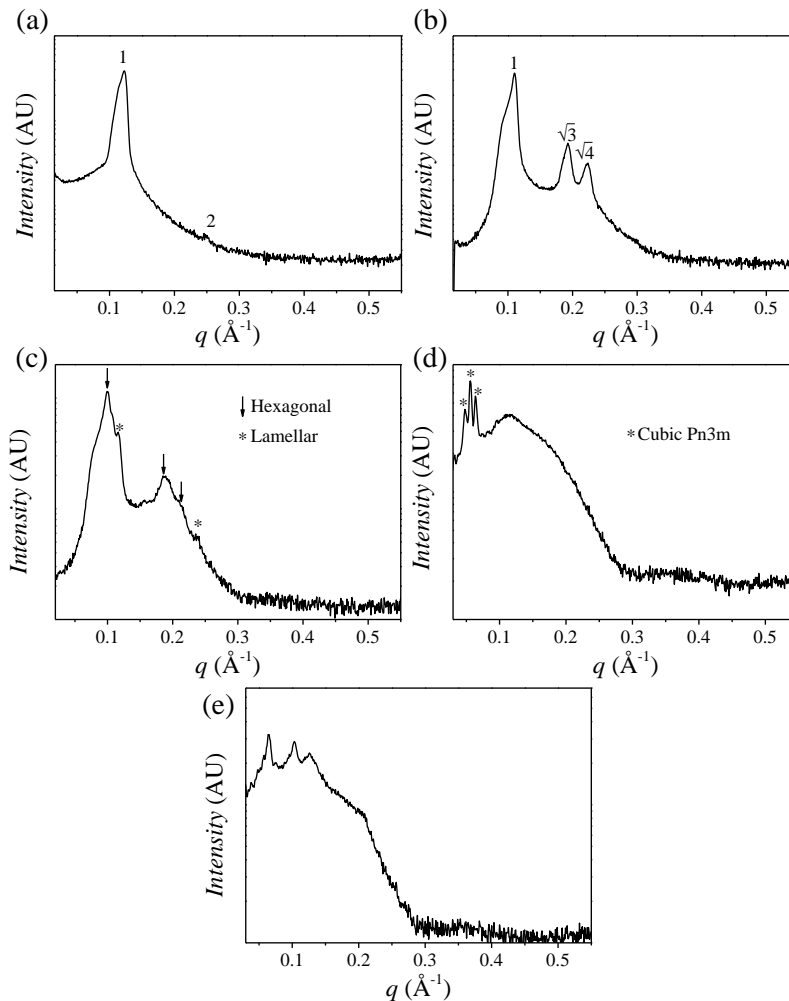 (a)
1
2
Intensity (AU)
0.1 0.2 0.3 0.4 0.5
q (Å⁻¹)
(b)
1
√3
√4
Intensity (AU)
0.1 0.2 0.3 0.4 0.5
q (Å⁻¹)
(c)
↓ Hexagonal
* Lamellar
*
*
Intensity (AU)
0.1 0.2 0.3 0.4 0.5
q (Å⁻¹)
(d)
*
*
*
* Cubic Pn3m
Intensity (AU)
0.1 0.2 0.3 0.4 0.5
q (Å⁻¹)
(e)
Intensity (AU)
0.1 0.2 0.3 0.4 0.5
q (Å⁻¹)